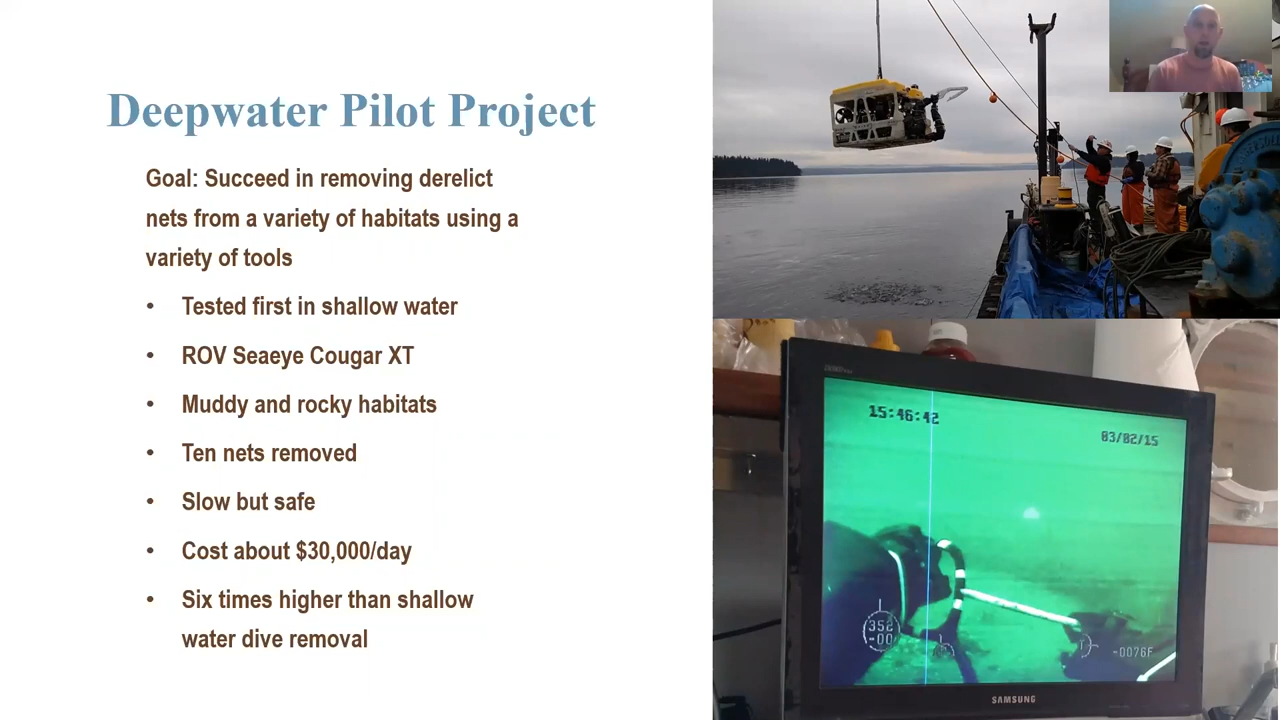 Deepwater Pilot Project
Goal: Succeed in removing derelict
nets from a variety of habitats using a
variety of tools
• Tested first in shallow water
• ROV Seaeye Cougar XT
• Muddy and rocky habitats
• Ten nets removed
• Slow but safe
• Cost about $30,000/day
• Six times higher than shallow
water dive removal
15:46:42
03/02/15
352
-00
-0076F
SAMSUNG